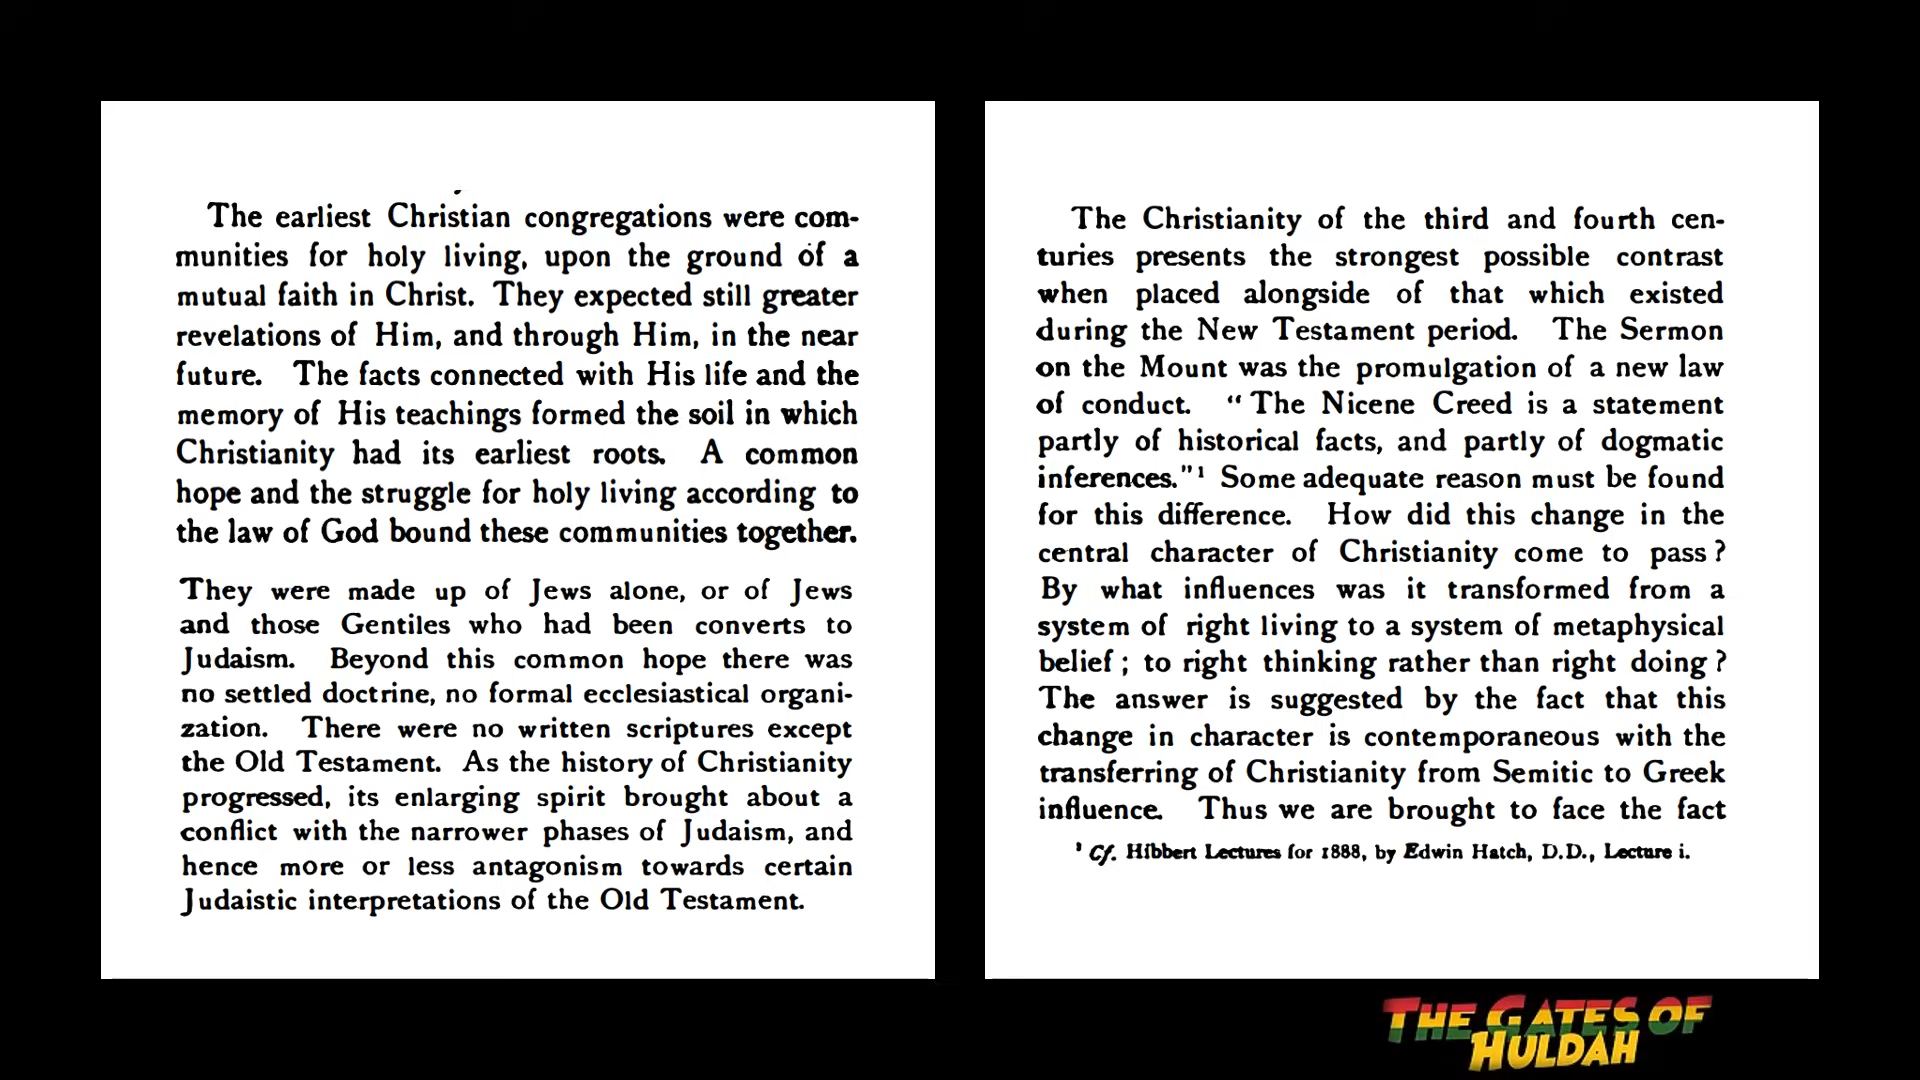 The earliest Christian congregations were com-
munities for holy living, upon the ground of a
mutual faith in Christ. They expected still greater
revelations of Him, and through Him, in the near
future. The facts connected with His life and the
memory of His teachings formed the soil in which
Christianity had its earliest roots. A common
hope and the struggle for holy living according to
the law of God bound these communities together.
They were made up of Jews alone, or of Jews
and those Gentiles who had been converts to
Judaism. Beyond this common hope there was
no settled doctrine, no formal ecclesiastical organi-
zation. There were no written scriptures except
the Old Testament. As the history of Christianity
progressed, its enlarging spirit brought about a
conflict with the narrower phases of Judaism, and
hence more or less antagonism towards certain
Judaistic interpretations of the Old Testament.
The Christianity of the third and fourth cen-
turies presents the strongest possible contrast
when placed alongside of that which existed
during the New Testament period. The Sermon
on the Mount was the promulgation of a new law
of conduct. "The Nicene Creed is a statement
partly of historical facts, and partly of dogmatic
inferences."¹ Some adequate reason must be found
for this difference. How did this change in the
central character of Christianity come to pass?
By what influences was it transformed from a
system of right living to a system of metaphysical
belief; to right thinking rather than right doing?
The answer is suggested by the fact that this
change in character is contemporaneous with the
transferring of Christianity from Semitic to Greek
influence. Thus we are brought to face the fact
¹ Cf. Hibbert Lectures for 1888, by Edwin Hatch, D.D., Lecture i.
THE GATES OF
HULDAH